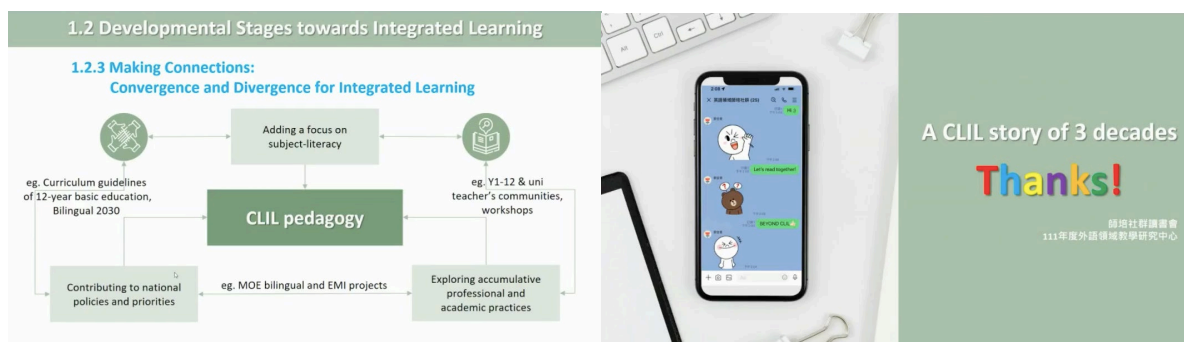 1.2 Developmental Stages towards Integrated Learning
1.2.3 Making Connections:
Convergence and Divergence for Integrated Learning
Adding a focus on
subject-literacy
eg. Curriculum guidelines
of 12-year basic education,
Bilingual 2030
eg. Y1-12 & uni
teacher's communities,
workshops
CLIL pedagogy
Contributing to national
policies and priorities
eg. MOE bilingual and EMI projects
Exploring accumulative
professional and
academic practices
Alt
Ctrl
Let's read together!
BEYOND CLIL
A CLIL story of 3 decades
Thanks!
師培社群讀書會
111年度外語領域教學研究中心